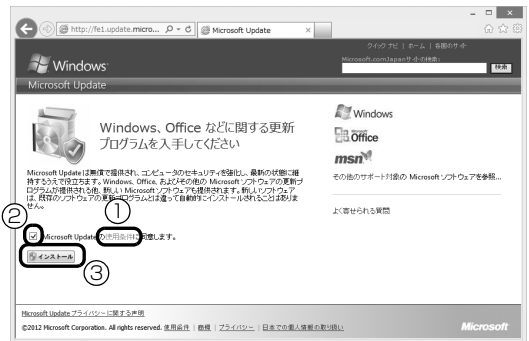 http://fe1.update.micro...
Microsoft Update
クイック ナビ | ホーム | 各国のサイト
Windows
Microsoft.comJapanサイトの検索:
検索
Microsoft Update
Windows、Office などに関する更新
プログラムを入手してください
Microsoft Update は無償で提供され、コンピュータのセキュリティを強化し、最新の状態に維
持するうえで役立ちます。Windows、Office、およびその他の Microsoft ソフトウェアの更新プ
ログラムが提供される他、新しい Microsoft ソフトウェアも提供されます。新しいソフトウェア
は、既存のソフトウェアの更新プログラムとは違って自動的にインストールされることはありま
せん。
Windows
Office
msn
その他のサポート対象の Microsoft ソフトウェアを参照...
よく寄せられる質問
①
②
Microsoft Update の使用条件に同意します。
インストール
③
Microsoft Update プライバシーに関する声明
©2012 Microsoft Corporation. All rights reserved. 使用条件 | 商標 | プライバシー | 日本での個人情報の取り扱い
Microsoft